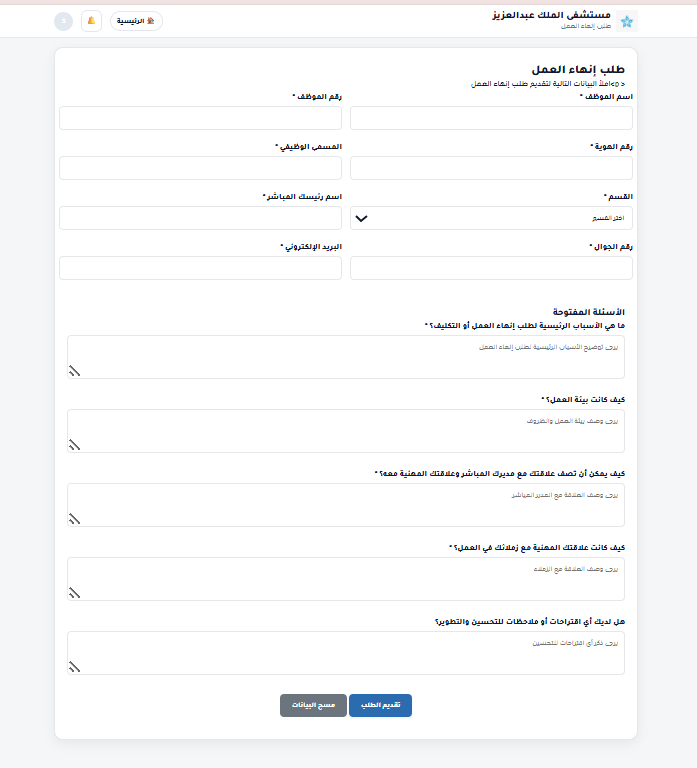 مستشفى الملك عبدالعزيز
طلب إنهاء العمل
الرئيسية
طلب إنهاء العمل
< p>املأ البيانات التالية لتقديم طلب إنهاء العمل
اسم الموظف *
رقم الموظف *
رقم الهوية *
المسمى الوظيفي *
القسم *
اسم رئيسك المباشر *
اختر القسم
رقم الجوال *
البريد الإلكتروني *
الأسئلة المفتوحة
ما هي الأسباب الرئيسية لطلب إنهاء العمل أو التكليف؟ *
يرجى توضيح الأسباب الرئيسية لطلب إنهاء العمل
كيف كانت بيئة العمل؟ *
يرجى وصف بيئة العمل والظروف
كيف يمكن أن تصف علاقتك مع مديرك المباشر وعلاقتك المهنية معه؟ *
يرجى وصف العلاقة مع المدير المباشر
كيف كانت علاقتك المهنية مع زملائك في العمل؟ *
يرجى وصف العلاقة مع الزملاء
هل لديك أي اقتراحات أو ملاحظات للتحسين والتطوير؟
يرجى ذكر أي اقتراحات للتحسين
تقديم الطلب
مسح البيانات